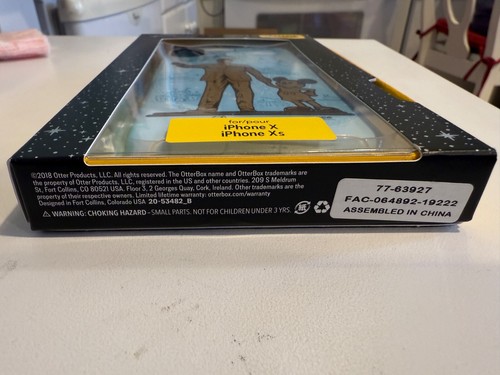 for/pour
iPhone X
iPhone Xs
©2018 Otter Products, LLC. All rights reserved. The OtterBox name and OtterBox trademarks are
the property of Otter Products, LLC, registered in the US and other countries. 209 S Meldrum
St, Fort Collins, CO 80521 USA. Floor 3, 2 Georges Quay, Cork, Ireland. Other trademarks are the
property of their respective owners. Limited lifetime warranty: otterbox.com/warranty
Designed in Fort Collins, Colorado USA 20-53482_B
WARNING: CHOKING HAZARD - SMALL PARTS. NOT FOR CHILDREN UNDER 3 YRS.
77-63927
FAC-064892-19222
ASSEMBLED IN CHINA